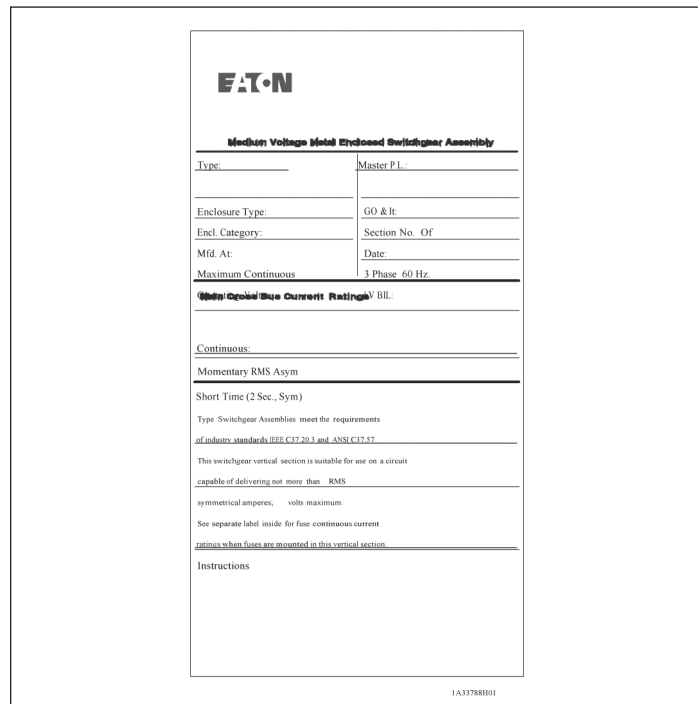 EATON
Medium Voltage Metal Enclosed Switchgear Assembly
Type: Master P.L.:
Enclosure Type: GO & It:
Encl. Category: Section No. Of
Mfd. At: Date:
Maximum Continuous 3 Phase 60 Hz.
Main Cross Bus Current Ratings kV BIL:
Continuous:
Momentary RMS Asym
Short Time (2 Sec., Sym)
Type Switchgear Assemblies meet the requirements
of industry standards IEEE C37.20.3 and ANSI C37.57
This switchgear vertical section is suitable for use on a circuit
capable of delivering not more than RMS
symmetrical amperes, volts maximum.
See separate label inside for fuse continuous current
ratings when fuses are mounted in this vertical section.
Instructions
1A33788H01